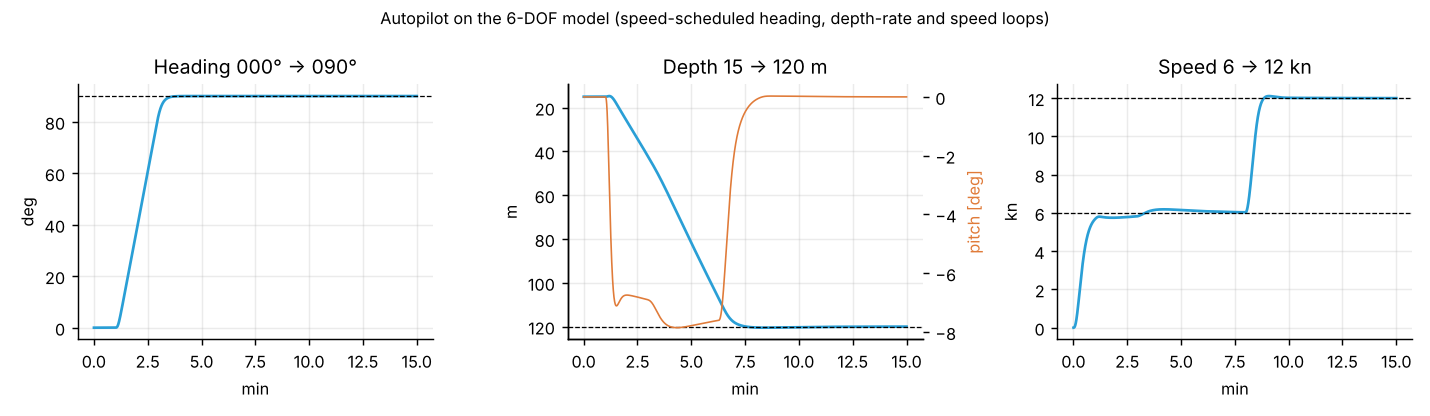 Autopilot on the 6-DOF model (speed-scheduled heading, depth-rate and speed loops)
Heading 000° → 090°
deg
80
60
40
20
0
0.0 2.5 5.0 7.5 10.0 12.5 15.0
min
Depth 15 → 120 m
m
20
40
60
80
100
120
0
−2
−4
−6
−8
pitch [deg]
0.0 2.5 5.0 7.5 10.0 12.5 15.0
min
Speed 6 → 12 kn
kn
12
10
8
6
4
2
0
0.0 2.5 5.0 7.5 10.0 12.5 15.0
min